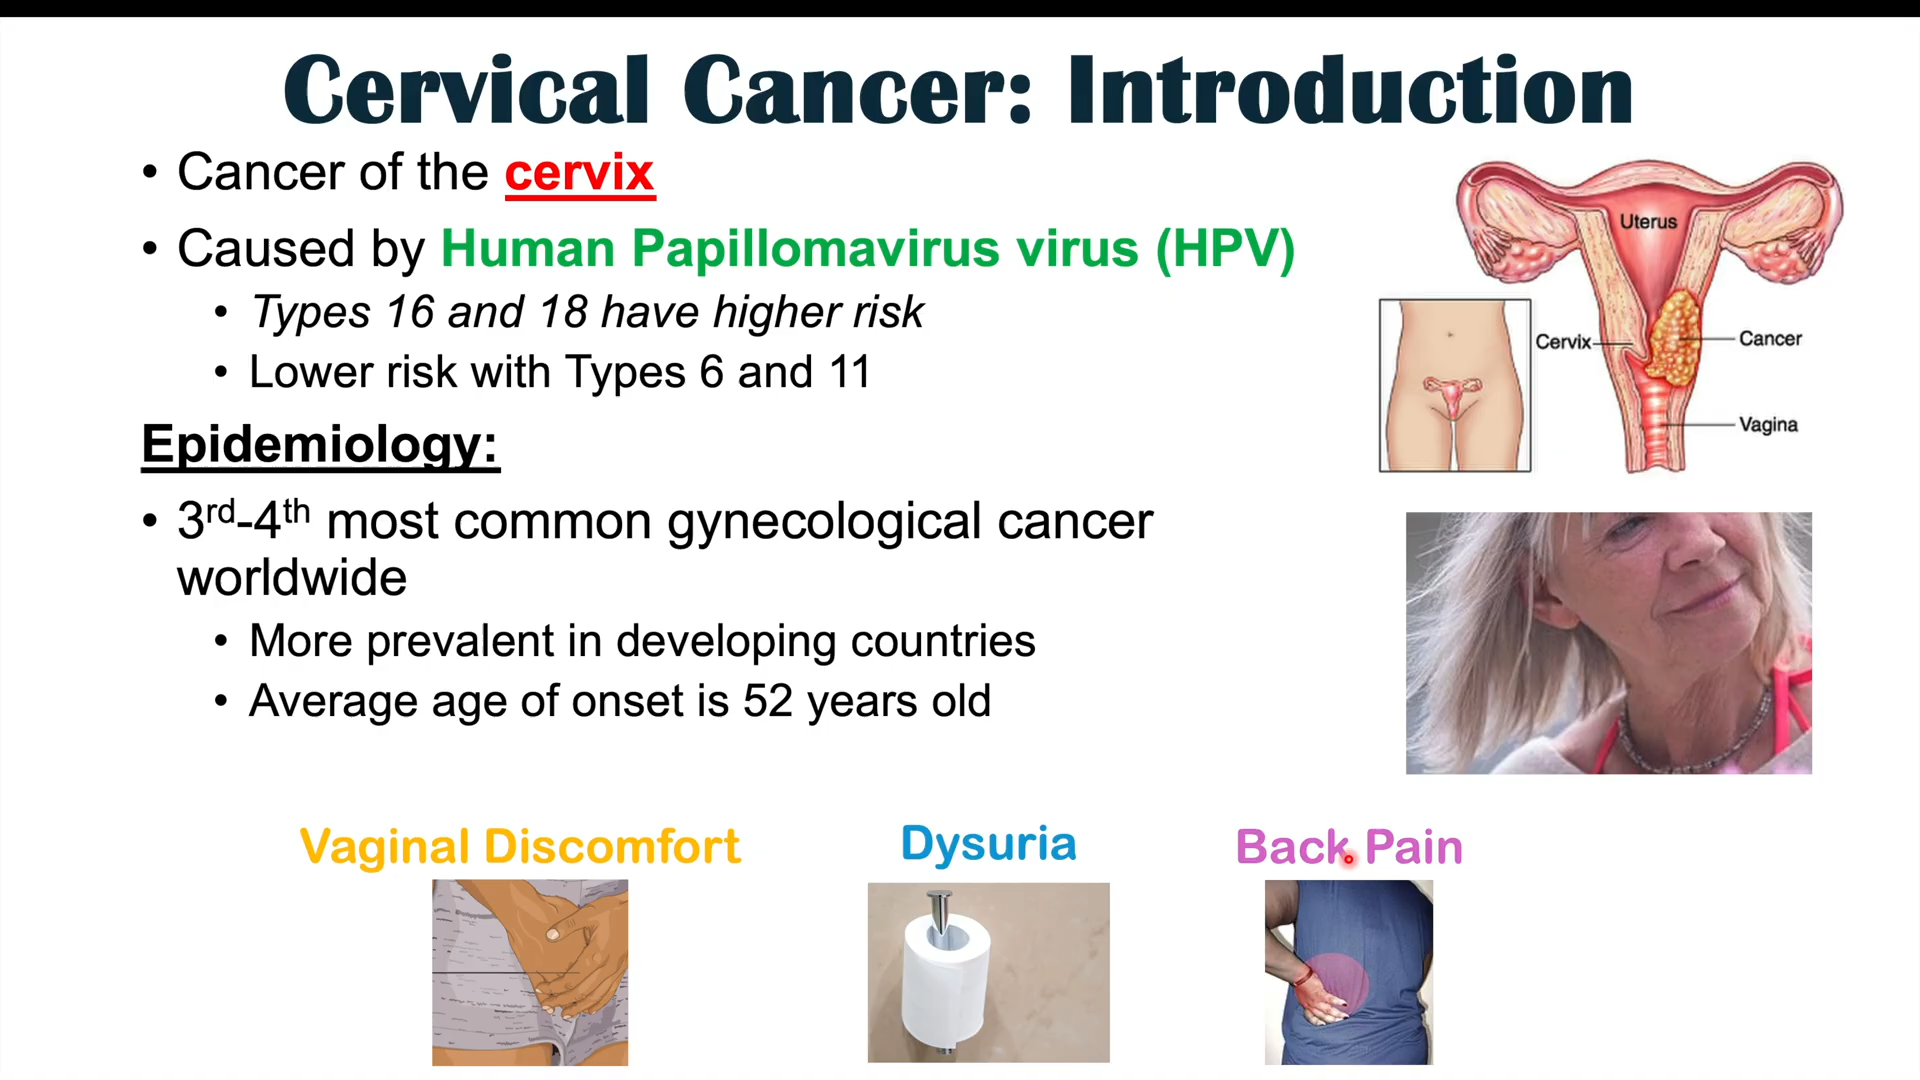 Cervical Cancer: Introduction
• Cancer of the cervix
• Caused by Human Papillomavirus virus (HPV)
• Types 16 and 18 have higher risk
• Lower risk with Types 6 and 11
Epidemiology:
• 3rd-4th most common gynecological cancer
worldwide
• More prevalent in developing countries
• Average age of onset is 52 years old
Uterus
Cervix
Cancer
Vagina
Vaginal Discomfort
Dysuria
Back Pain